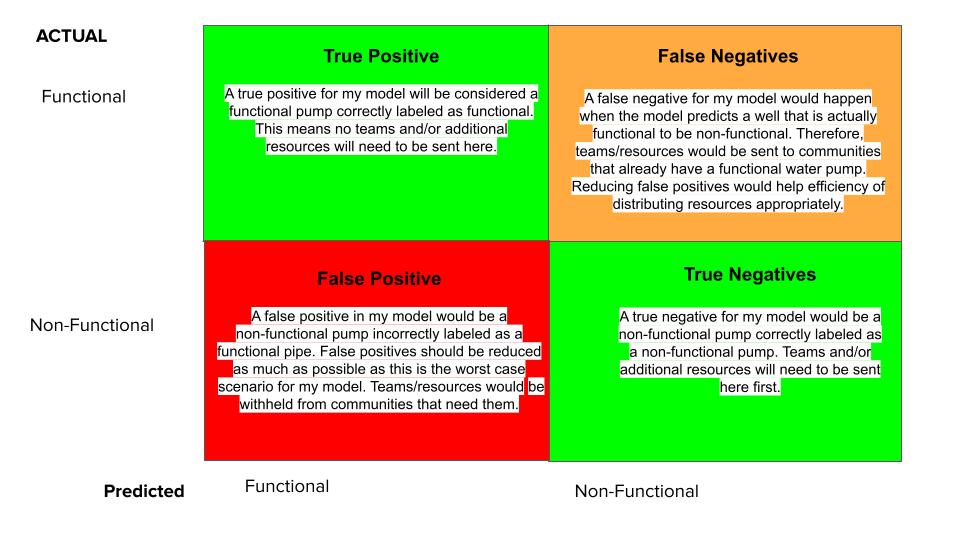 ACTUAL
Functional
True Positive
A true positive for my model will be considered a
functional pump correctly labeled as functional.
This means no teams and/or additional
resources will need to be sent here.
False Negatives
A false negative for my model would happen
when the model predicts a well that is actually
functional to be non-functional. Therefore,
teams/resources would be sent to communities
that already have a functional water pump.
Reducing false positives would help efficiency of
distributing resources appropriately.
Non-Functional
False Positive
A false positive in my model would be a
non-functional pump incorrectly labeled as a
functional pipe. False positives should be reduced
as much as possible as this is the worst case
scenario for my model. Teams/resources would be
withheld from communities that need them.
True Negatives
A true negative for my model would be a
non-functional pump correctly labeled as
a non-functional pump. Teams and/or
additional resources will need to be sent
here first.
Predicted
Functional
Non-Functional